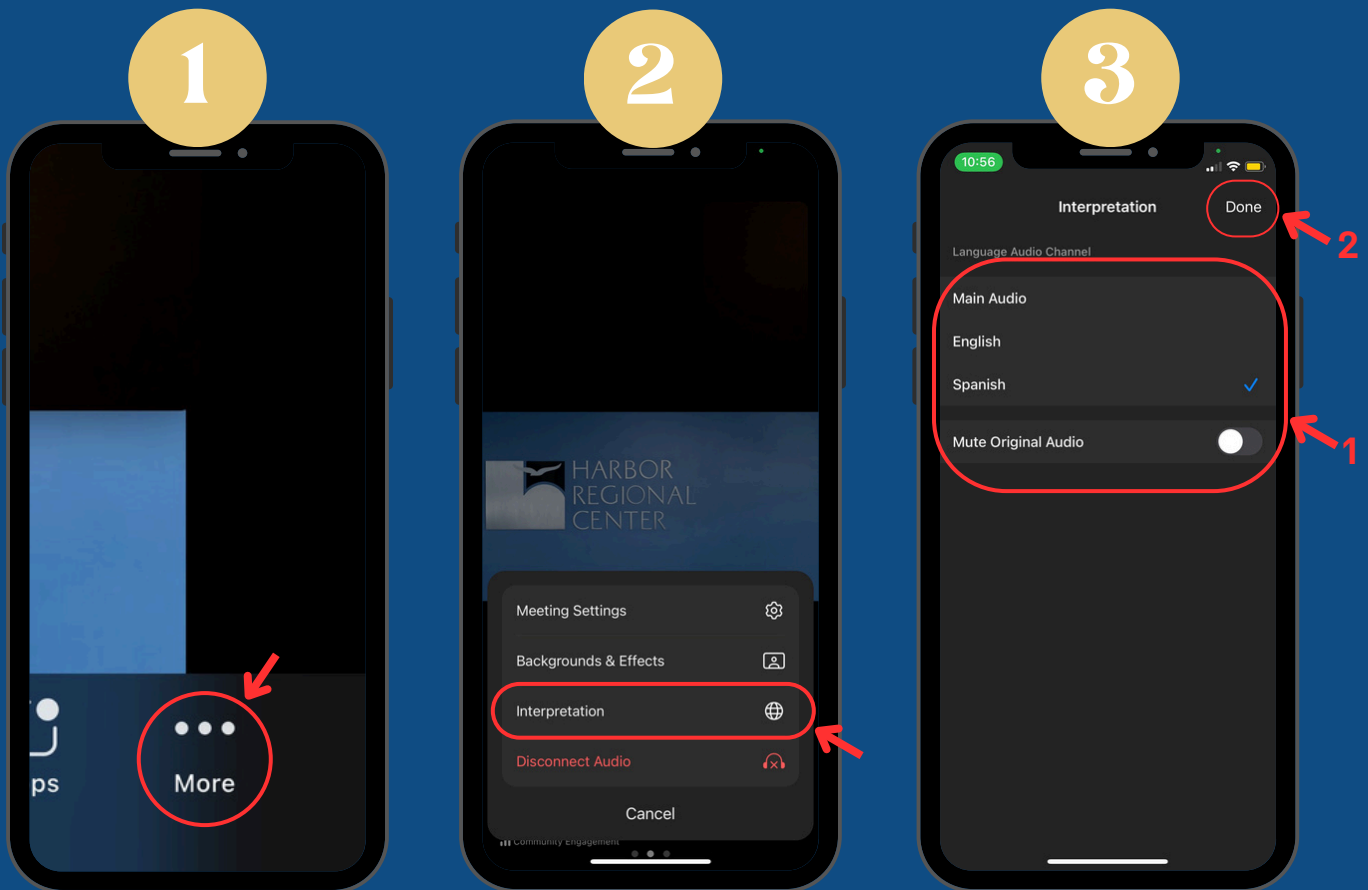 1
2
3
ps
More
HARBOR
REGIONAL
CENTER
Meeting Settings
Backgrounds & Effects
Interpretation
Disconnect Audio
Cancel
Community Engagement
10:56
Interpretation
Done
2
Language Audio Channel
Main Audio
English
Spanish
Mute Original Audio
1